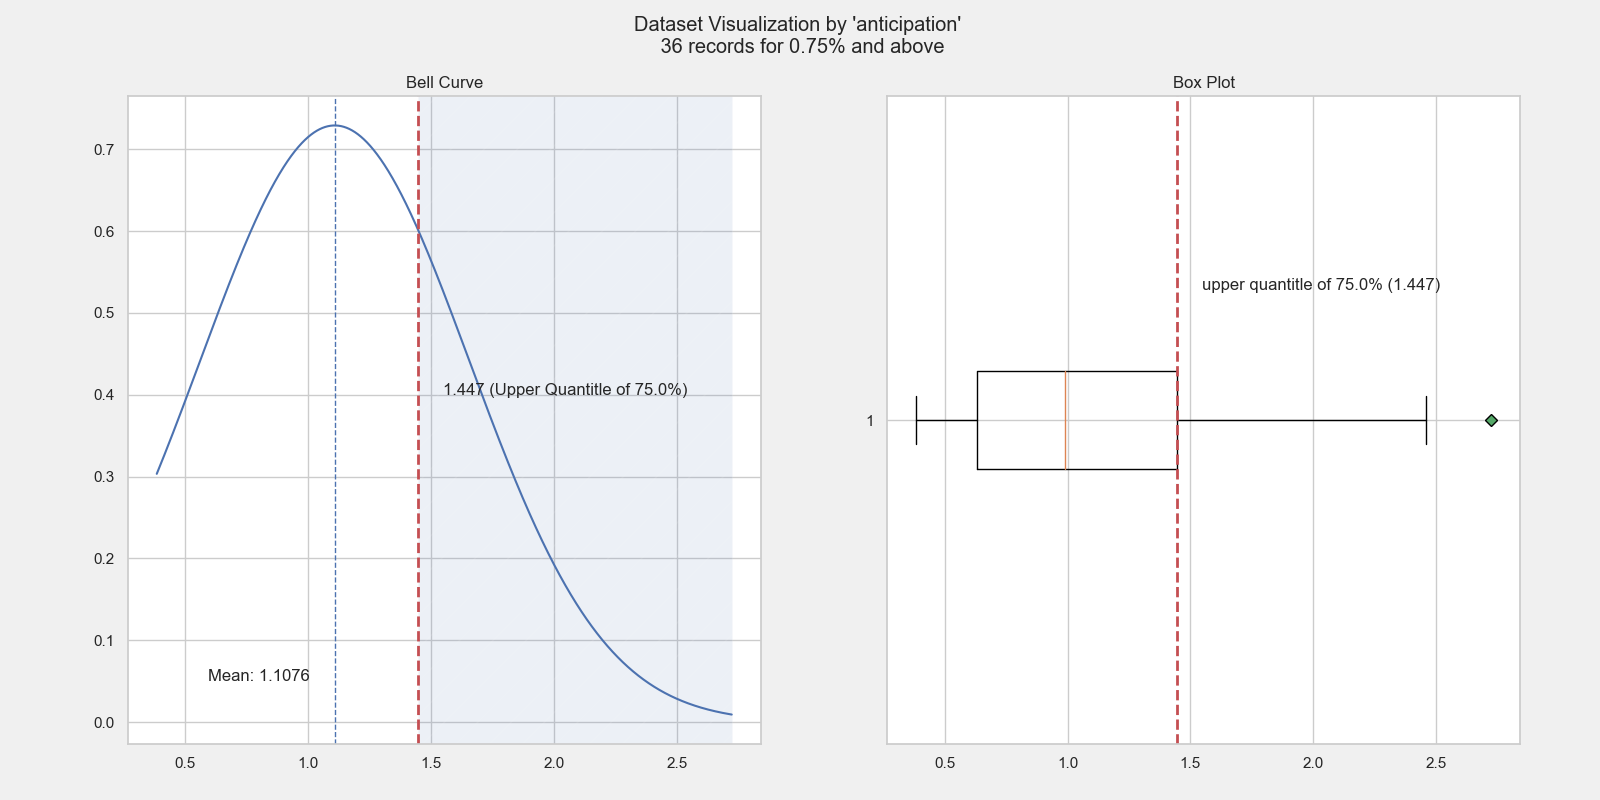 Dataset Visualization by 'anticipation'
36 records for 0.75% and above
Bell Curve
0.7
0.6
0.5
0.4
0.3
0.2
0.1
0.0
1.447 (Upper Quantitle of 75.0%)
Mean: 1.1076
0.5 1.0 1.5 2.0 2.5
Box Plot
upper quantitle of 75.0% (1.447)
1
0.5 1.0 1.5 2.0 2.5